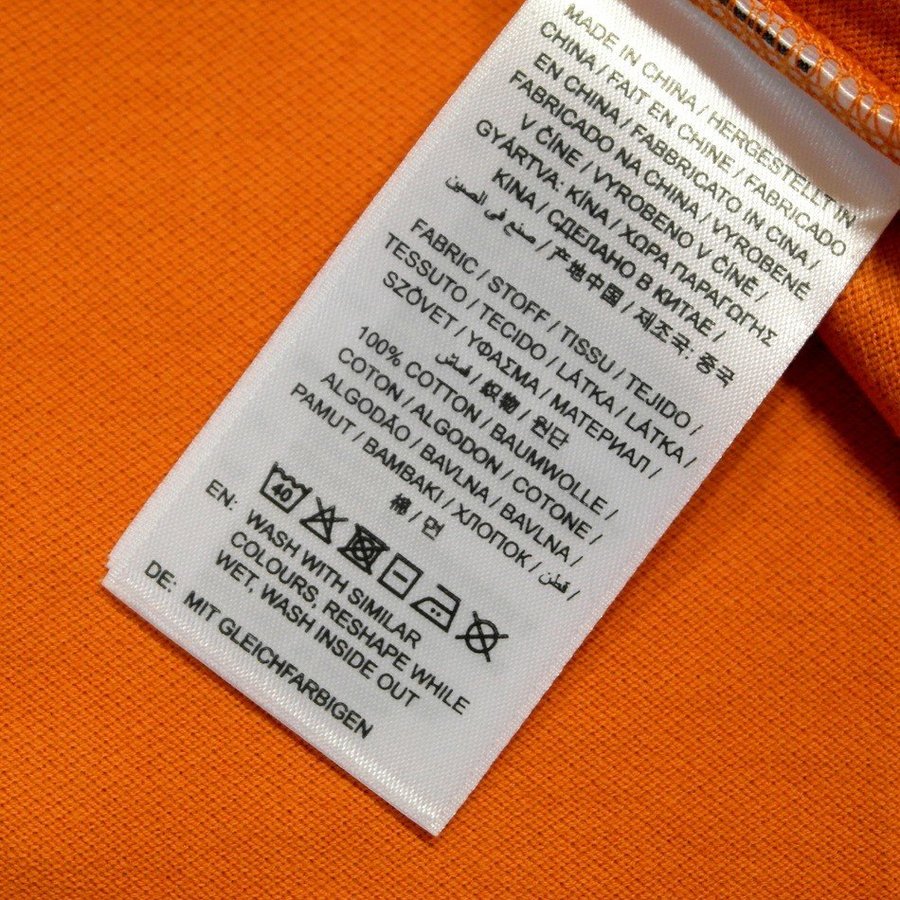 MADE IN CHINA / HERGESTELLT IN
CHINA / FAIT EN CHINE / FABRICADO
EN CHINA / FABBRICATO IN CINA /
FABRICADO NA CHINA / VYROBENÉ
V ČÍNE / VYROBENO V ČÍNĚ /
GYÁRTVA: KÍNA / ΧΩΡΑ ΠΑΡΑΓΩΓΗΣ
ΚΙΝΑ / СДЕЛАНО В КИТАЕ /
صنع في الصين / 产地中国 / 제조국: 중국
FABRIC / STOFF / TISSU / TEJIDO /
TESSUTO / TECIDO / LÁTKA / LÁTKA /
SZÖVET / ΥΦΑΣΜΑ / МАТЕРИАЛ /
قماش / 织物 / 원단
100% COTTON / BAUMWOLLE /
COTON / ALGODON / COTONE /
ALGODÃO / BAVLNA / BAVLNA /
PAMUT / ΒΑΜΒΑΚΙ / ХЛОПОК / قطن /
棉 / 면
40
EN: WASH WITH SIMILAR
COLOURS, RESHAPE WHILE
WET, WASH INSIDE OUT
DE: MIT GLEICHFARBIGEN